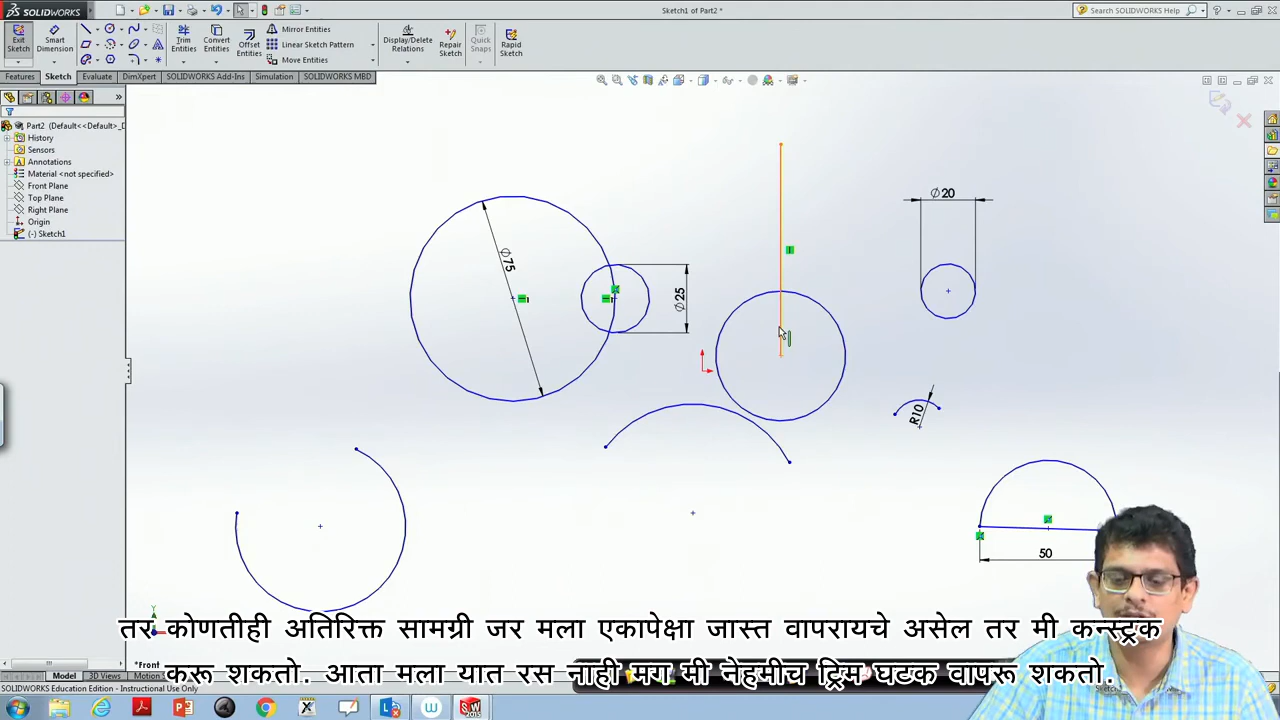 SOLIDWORKS
Sketch1 of Part2 *
Search SOLIDWORKS Help
Exit Sketch
Smart Dimension
Trim Entities
Convert Entities
Offset Entities
Mirror Entities
Linear Sketch Pattern
Move Entities
Display/Delete Relations
Repair Sketch
Quick Snaps
Rapid Sketch
Features Sketch Evaluate DimXpert SOLIDWORKS Add-Ins Simulation SOLIDWORKS MBD
Part2 (Default<<Default>_D
History
Sensors
Annotations
Material <not specified>
Front Plane
Top Plane
Right Plane
Origin
(-) Sketch1
Ø75
Ø25
Ø20
R10
50
तर कोणतीही अतिरिक्त सामग्री जर मला एकापेक्षा जास्त वापरायचे असेल तर मी कन्स्ट्रक
करू शकतो. आता मला यात रस नाही मग मी नेहमीच ट्रिम घटक वापरू शकतो.
*Front
Model 3D Views Motion S
SOLIDWORKS Education Edition - Instructional Use Only